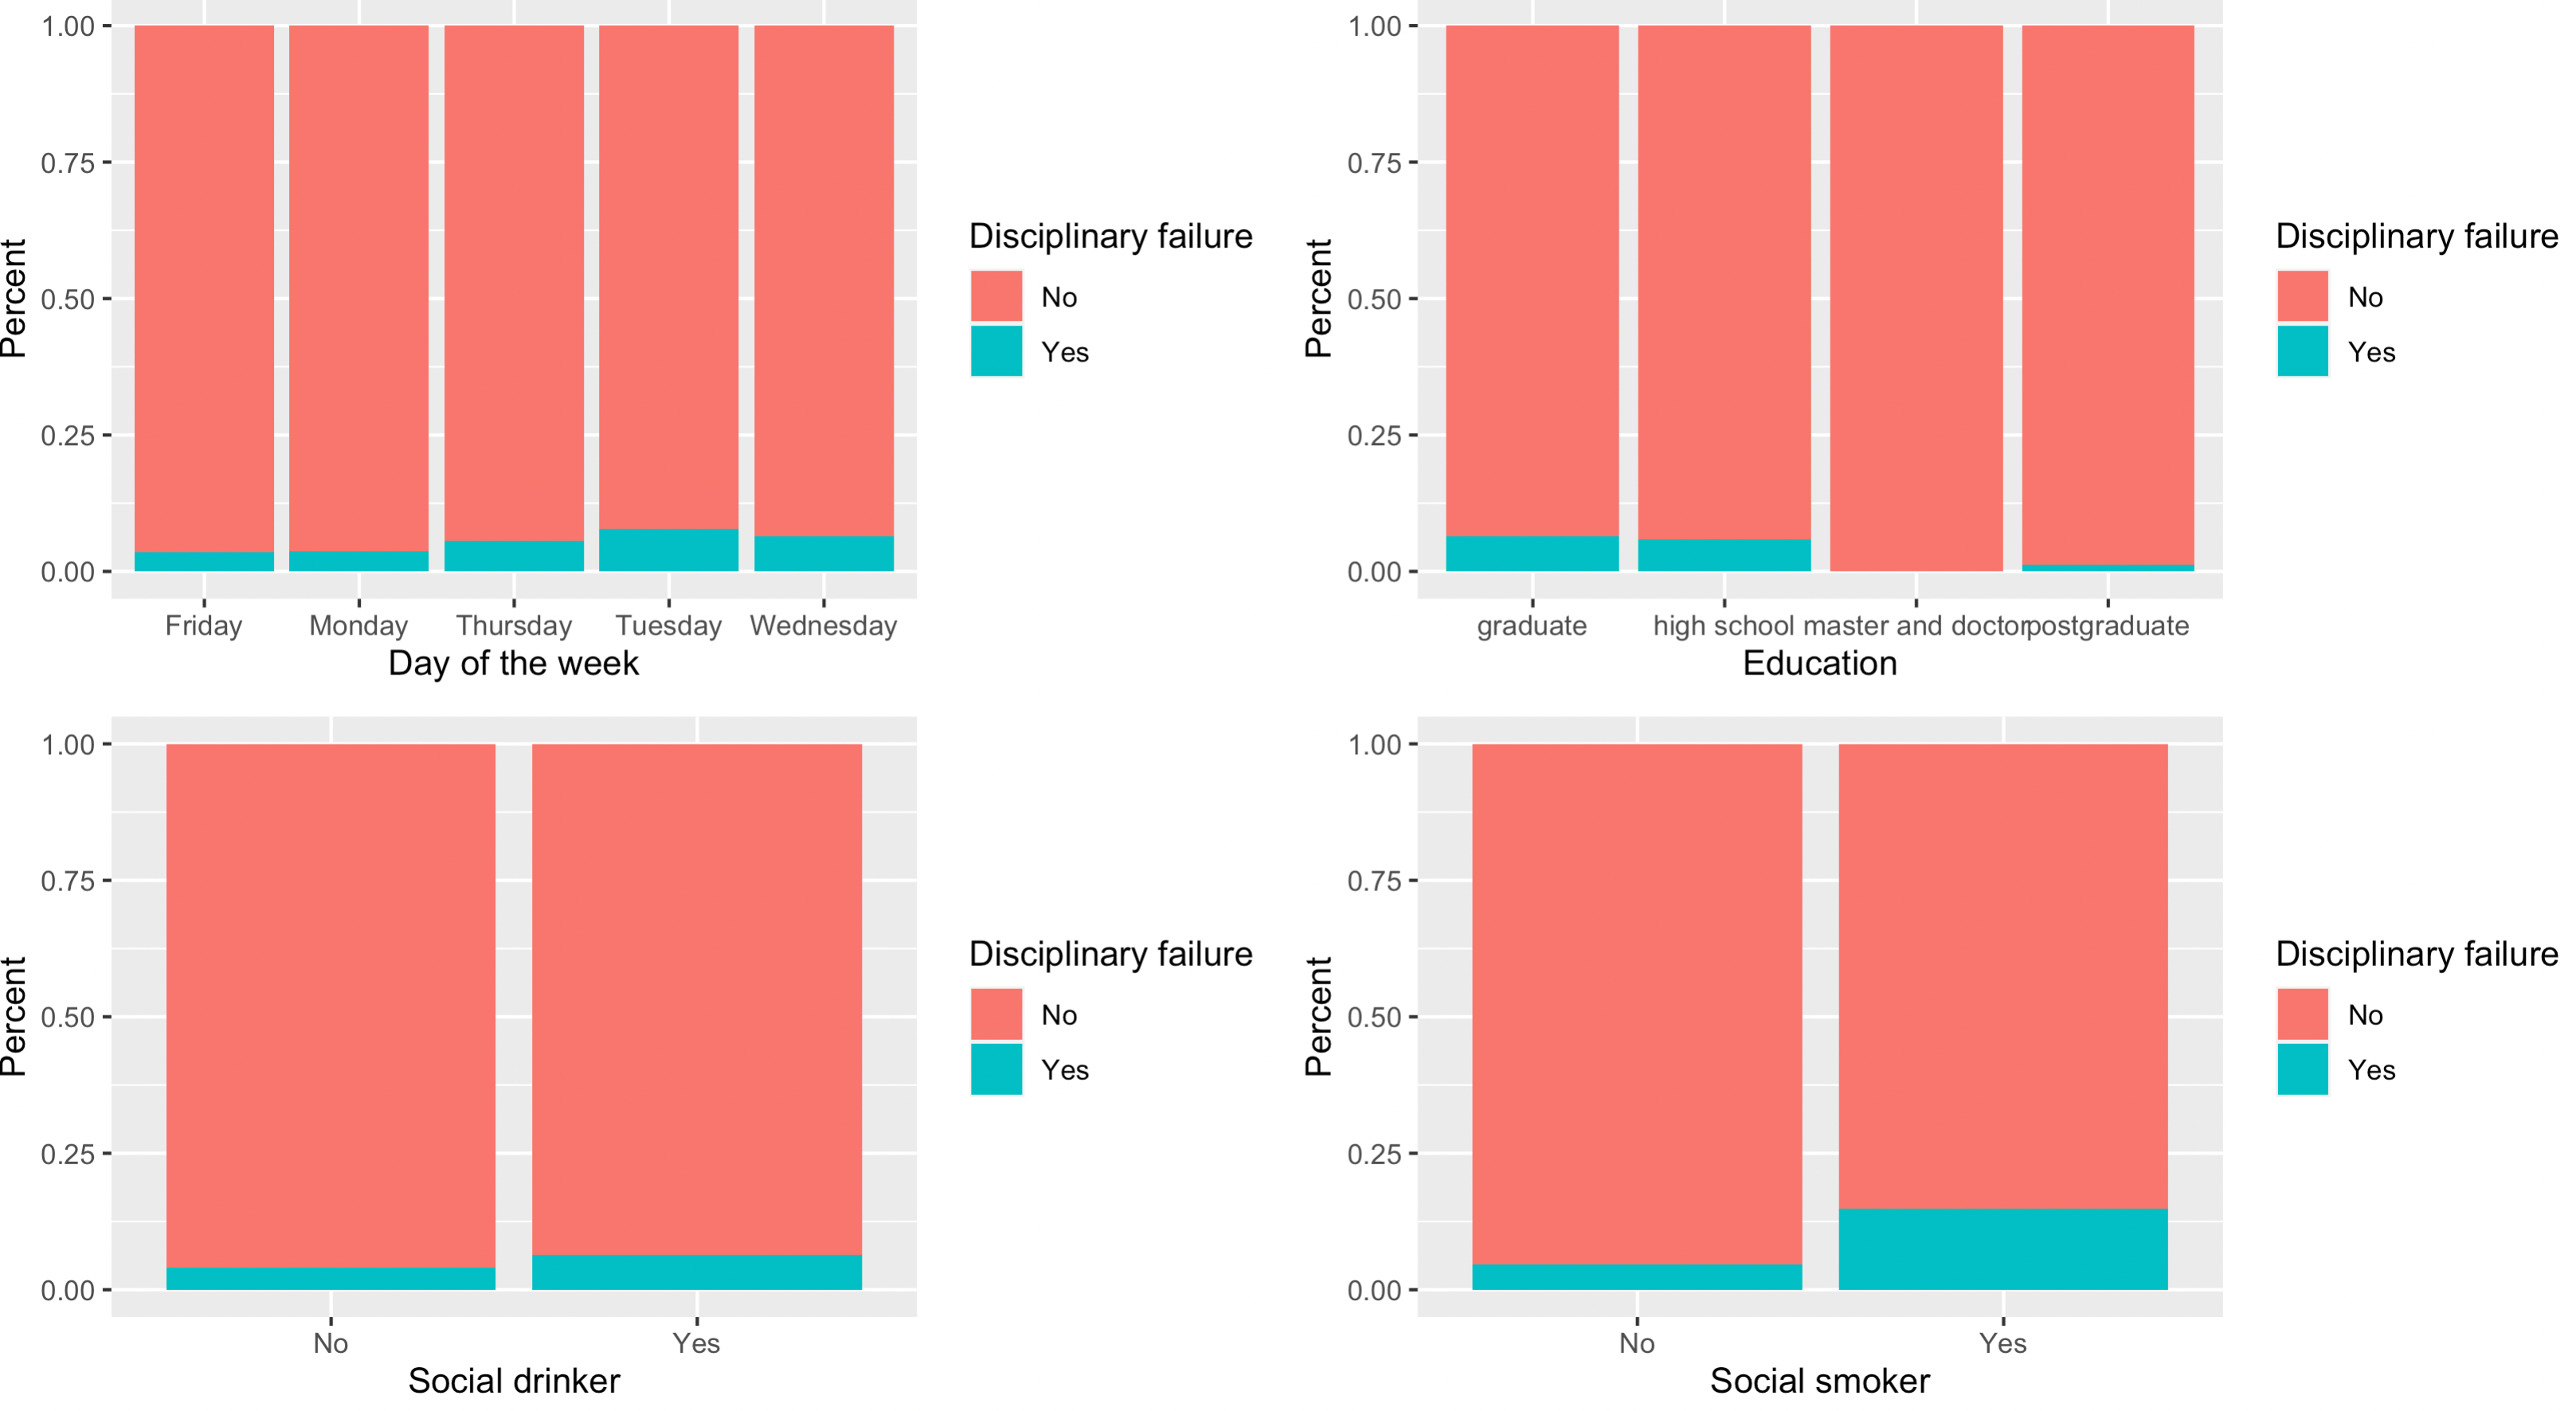 1.00
0.75
0.50
0.25
0.00
Percent
Friday Monday Thursday Tuesday Wednesday
Day of the week
Disciplinary failure
No
Yes
1.00
0.75
0.50
0.25
0.00
Percent
graduate high school master and doctor postgraduate
Education
Disciplinary failure
No
Yes
1.00
0.75
0.50
0.25
0.00
Percent
No Yes
Social drinker
Disciplinary failure
No
Yes
1.00
0.75
0.50
0.25
0.00
Percent
No Yes
Social smoker
Disciplinary failure
No
Yes